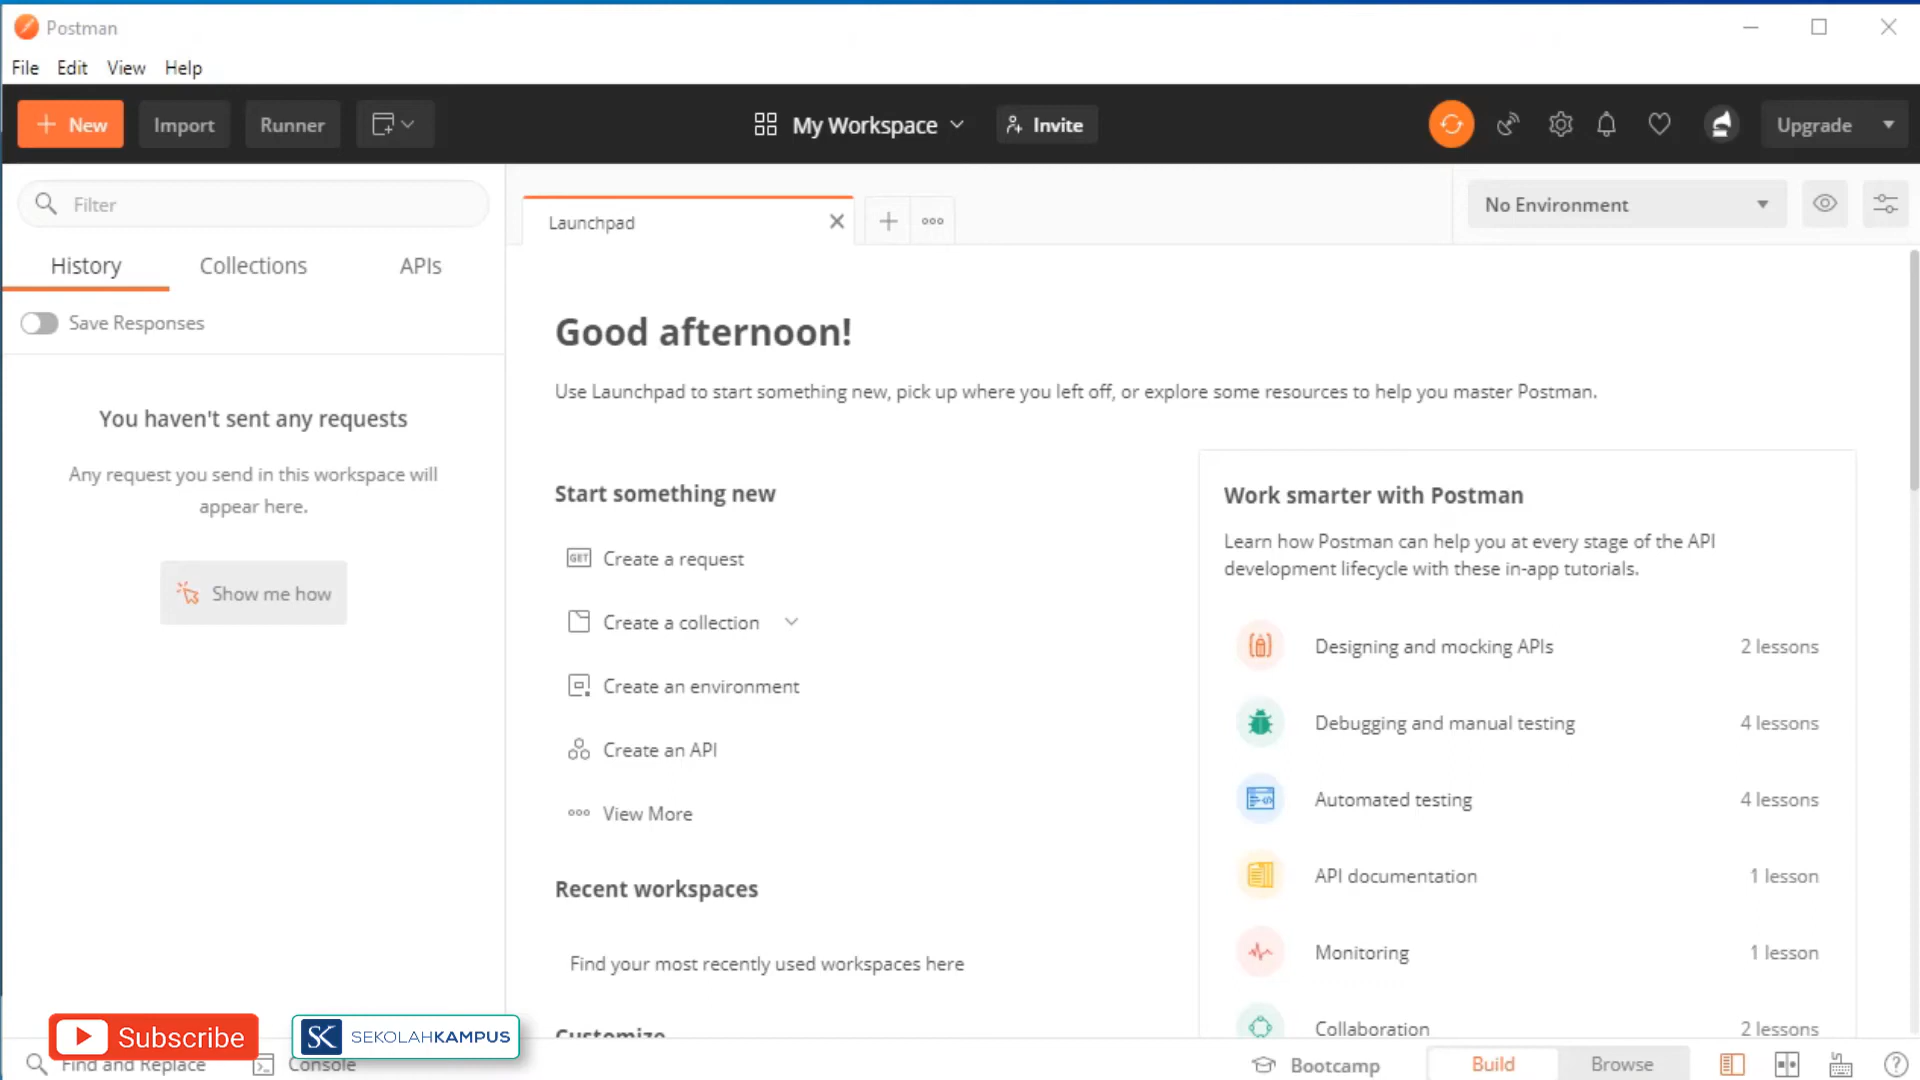 Postman
File Edit View Help
+ New Import Runner My Workspace Invite Upgrade
Filter
Launchpad
No Environment
History Collections APIs
Save Responses
Good afternoon!
Use Launchpad to start something new, pick up where you left off, or explore some resources to help you master Postman.
You haven't sent any requests
Any request you send in this workspace will
appear here.
Show me how
Start something new
GET Create a request
Create a collection
Create an environment
Create an API
View More
Recent workspaces
Find your most recently used workspaces here
Customize
Work smarter with Postman
Learn how Postman can help you at every stage of the API
development lifecycle with these in-app tutorials.
Designing and mocking APIs 2 lessons
Debugging and manual testing 4 lessons
Automated testing 4 lessons
API documentation 1 lesson
Monitoring 1 lesson
Collaboration 2 lessons
Subscribe
SK SEKOLAHKAMPUS
Find and Replace Console Bootcamp Build Browse